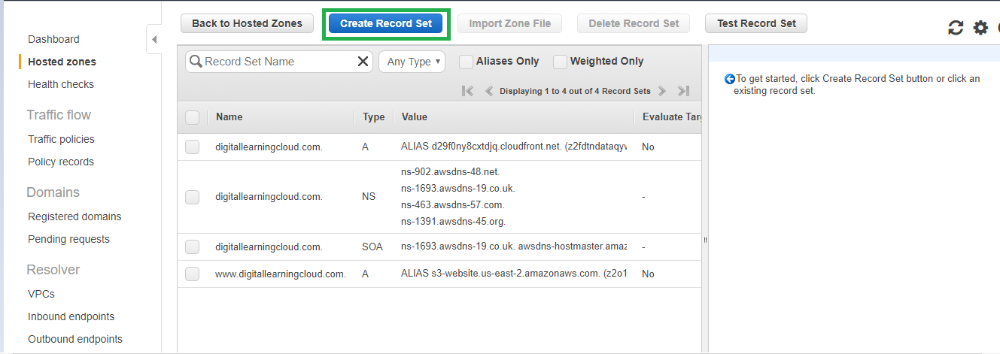 Dashboard
Hosted zones
Health checks
Traffic flow
Traffic policies
Policy records
Domains
Registered domains
Pending requests
Resolver
VPCs
Inbound endpoints
Outbound endpoints
Back to Hosted Zones Create Record Set Import Zone File Delete Record Set Test Record Set
Record Set Name Any Type Aliases Only Weighted Only
Displaying 1 to 4 out of 4 Record Sets
Name Type Value Evaluate Targ
digitallearningcloud.com. A ALIAS d29f0ny8cxtdjq.cloudfront.net. (z2fdtndataqyw No
digitallearningcloud.com. NS ns-902.awsdns-48.net.
ns-1693.awsdns-19.co.uk.
ns-463.awsdns-57.com.
ns-1391.awsdns-45.org.
-
digitallearningcloud.com. SOA ns-1693.awsdns-19.co.uk. awsdns-hostmaster.amaz -
www.digitallearningcloud.com. A ALIAS s3-website.us-east-2.amazonaws.com. (z2o1 No
To get started, click Create Record Set button or click an
existing record set.